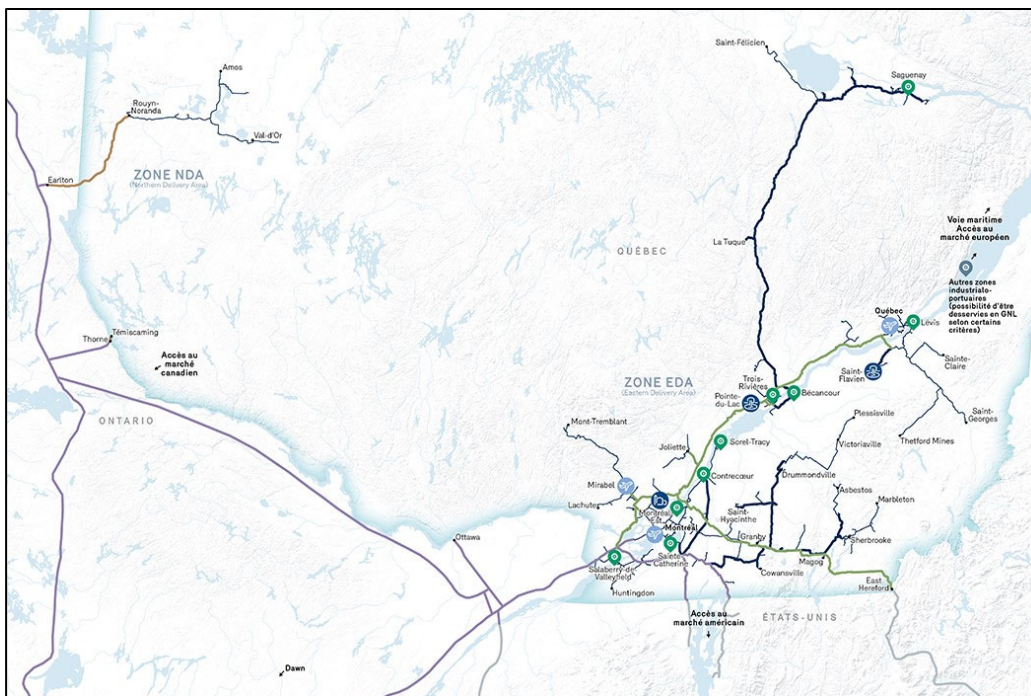 Saint-Félicien
Saguenay
Amos
Rouyn-
Noranda
Val-d'Or
ZONE NDA
(Northern Delivery Area)
Earlton
Voie maritime
Accès au
marché européen
La Tuque
QUÉBEC
Autres zones
industrialo-
portuaires
(possibilité d'être
desservies en GNL
selon certains
critères)
Québec
Lévis
Témiscaming
Thorne
Accès au
marché
canadien
Sainte-
Claire
Saint-
Flavien
ZONE EDA
(Eastern Delivery Area)
Trois-
Rivières
Pointe-
du-Lac
Bécancour
ONTARIO
Mont-Tremblant
Plessisville
Saint-
Georges
Sorel-Tracy
Joliette
Victoriaville
Thetford Mines
Contrecœur
Drummondville
Mirabel
Asbestos
Marbleton
Lachute
Montréal
Est
Saint-
Hyacinthe
Montréal
Granby
Sherbrooke
Ottawa
Sainte
Catherine
Magog
Salaberry-de-
Valleyfield
Cowansville
East
Hereford
Huntingdon
Accès au
marché américain
ÉTATS-UNIS
Dawn